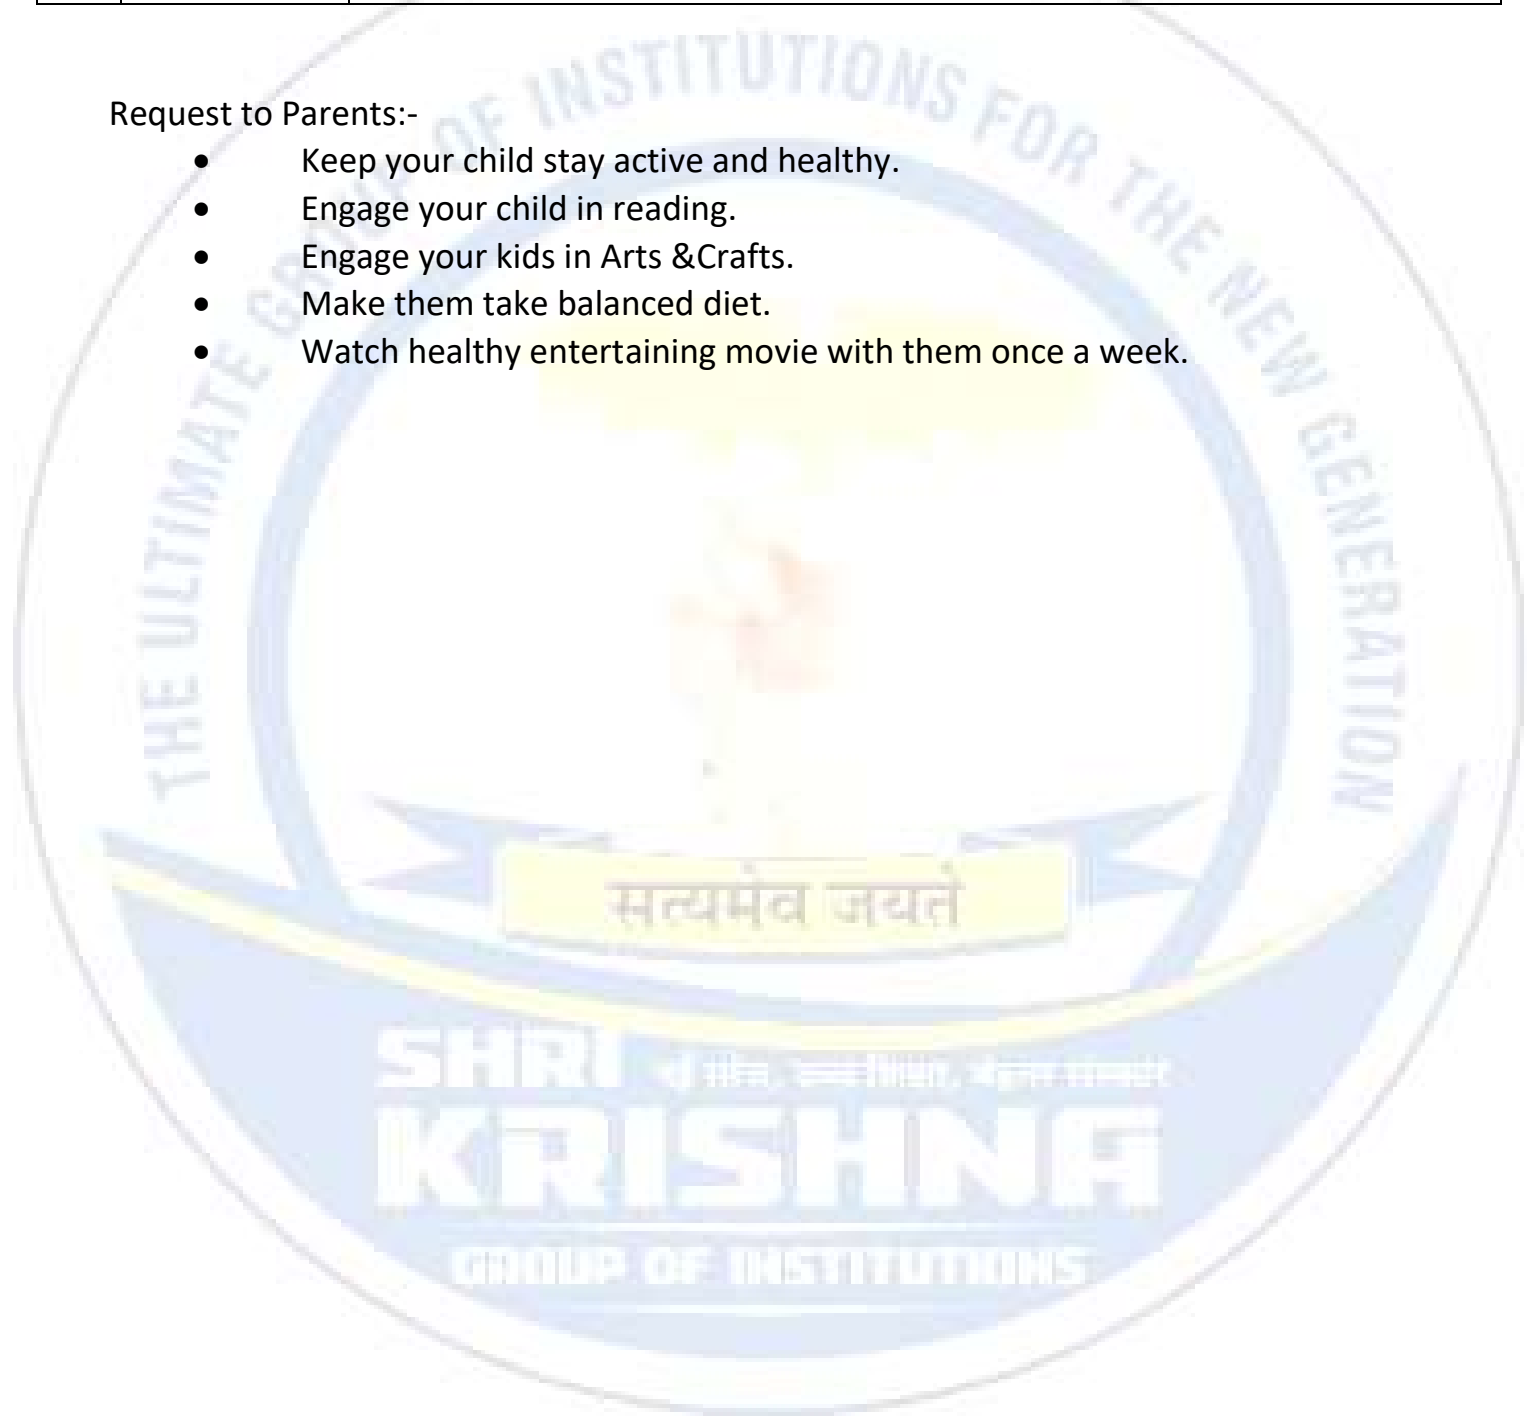 Request to Parents:-
• Keep your child stay active and healthy.
• Engage your child in reading.
• Engage your kids in Arts &Crafts.
• Make them take balanced diet.
• Watch healthy entertaining movie with them once a week.
THE ULTIMATE GROUP OF INSTITUTIONS FOR THE NEW GENERATION
सत्यमेव जयते
SHRI
KRISHNA
GROUP OF INSTITUTIONS